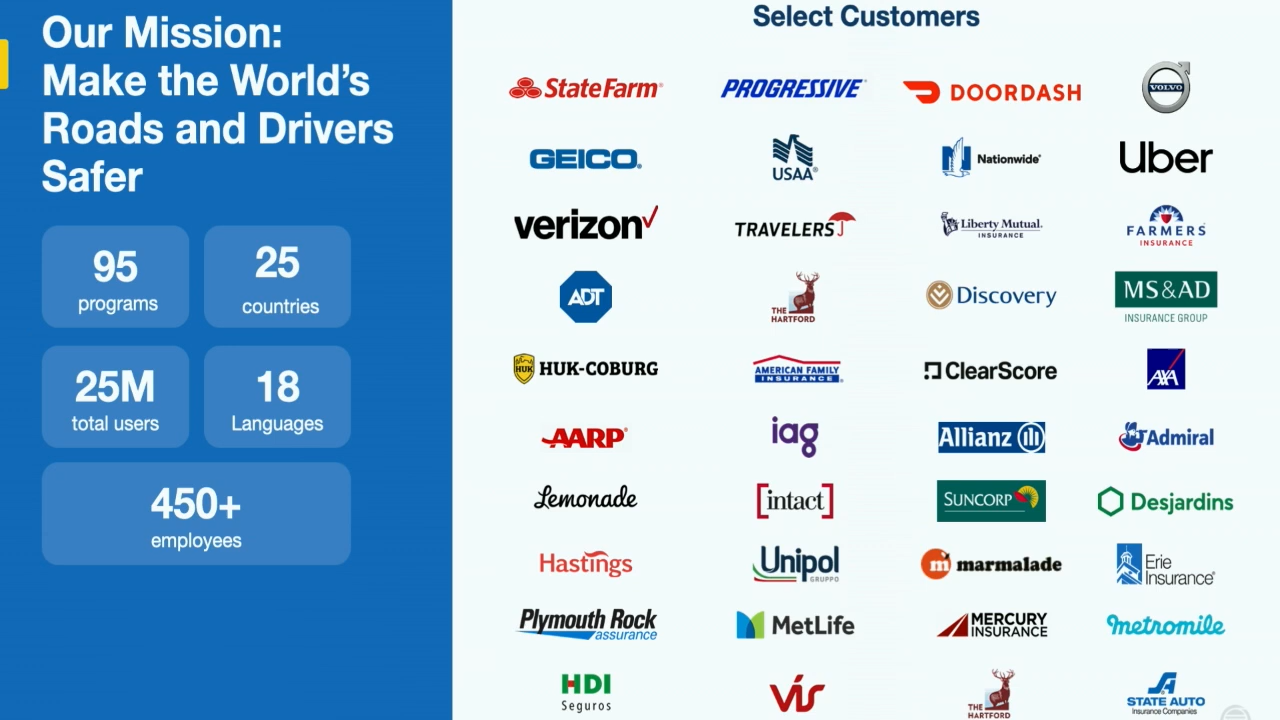 Our Mission:
Make the World's
Roads and Drivers
Safer
95
programs
25
countries
25M
total users
18
Languages
450+
employees
Select Customers
StateFarm®
PROGRESSIVE®
DOORDASH
VOLVO
GEICO®
USAA®
Nationwide®
Uber
verizon✓
TRAVELERS
Liberty Mutual.
INSURANCE
FARMERS
INSURANCE
ADT
THE
HARTFORD
Discovery
MS&AD
INSURANCE GROUP
HUK
HUK-COBURG
AMERICAN FAMILY
INSURANCE®
ClearScore
AXA
AARP®
iag
Allianz
Admiral
Lemonade
[intact]
SUNCORP
Desjardins
Hastings
Unipol
GRUPPO
m marmalade
Erie
Insurance®
Plymouth Rock
assurance
MetLife
MERCURY
INSURANCE
metromile
HDI
Seguros
vis
THE
HARTFORD
STATE AUTO
Insurance Companies